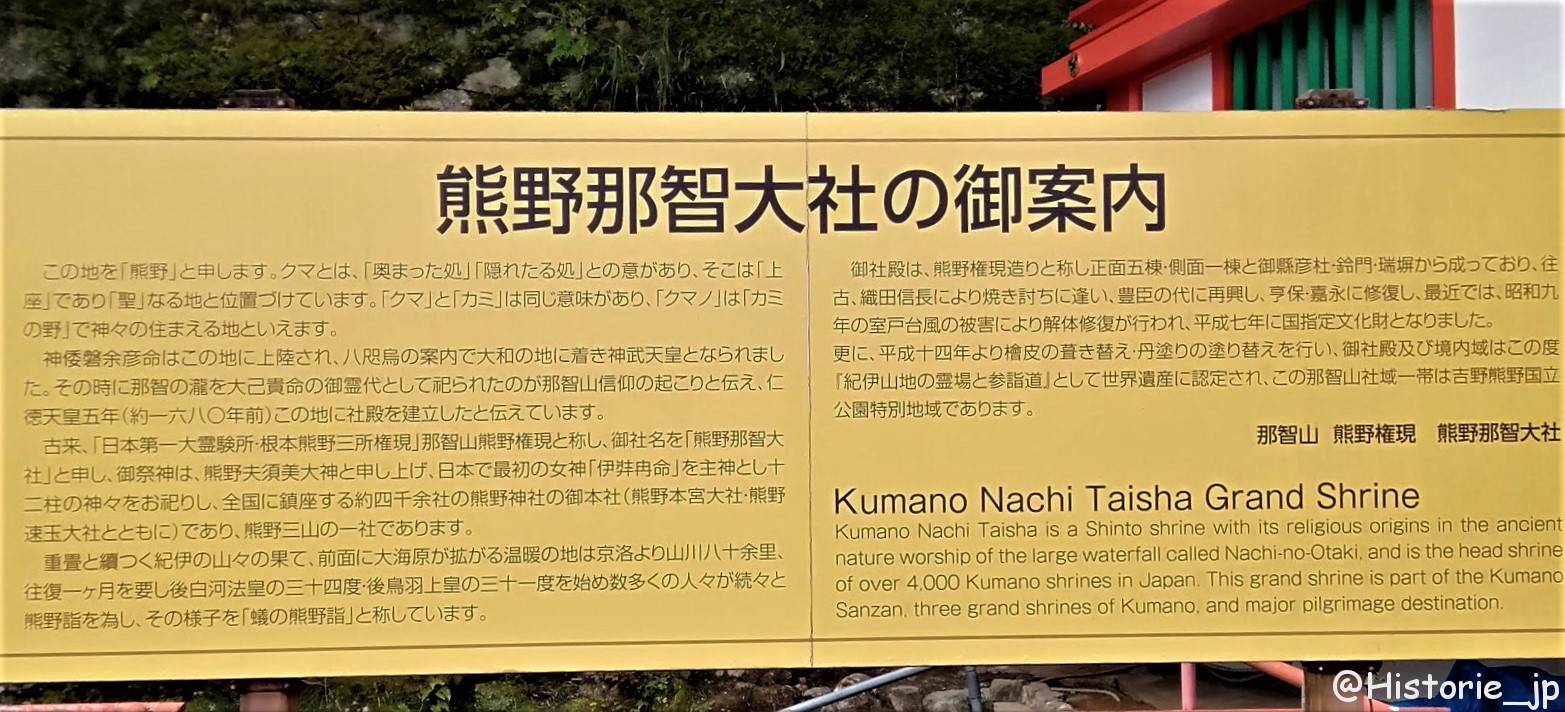 熊野那智大社の御案内
この地を「熊野」と申します。クマとは、「奥まった処」「隠れたる処」との意があり、そこは「上
座」であり「聖」なる地と位置づけています。「クマ」と「カミ」は同じ意味があり、「クマノ」は「カミ
の野」で神々の住まえる地といえます。
神倭磐余彦命はこの地に上陸され、八咫烏の案内で大和の地に着き神武天皇となられまし
た。その時に那智の瀧を大己貴命の御霊代として祀られたのが那智山信仰の起こりと伝え、仁
徳天皇五年（約一六八〇年前）この地に社殿を建立したと伝えています。
古来、「日本第一大霊験所・根本熊野三所権現」那智山熊野権現と称し、御社名を「熊野那智大
社」と申し、御祭神は、熊野夫須美大神と申し上げ、日本で最初の女神「伊弉冉命」を主神とし十
二柱の神々をお祀りし、全国に鎮座する約四千余社の熊野神社の御本社（熊野本宮大社・熊野
速玉大社とともに）であり、熊野三山の一社であります。
重畳と續つく紀伊の山々の果て、前面に大海原が拡がる温暖の地は京洛より山川八十余里、
往復一ヶ月を要し後白河法皇の三十四度・後鳥羽上皇の三十一度を始め数多くの人々が続々と
熊野詣を為し、その様子を「蟻の熊野詣」と称しています。
御社殿は、熊野権現造りと称し正面五棟・側面一棟と御縣彦社・鈴門・瑞塀から成っており、往
古、織田信長により焼き討ちに逢い、豊臣の代に再興し、亨保・嘉永に修復し、最近では、昭和九
年の室戸台風の被害により解体修復が行われ、平成七年に国指定文化財となりました。
更に、平成十四年より檜皮の葺き替え・丹塗りの塗り替えを行い、御社殿及び境内域はこの度
『紀伊山地の霊場と参詣道』として世界遺産に認定され、この那智山社域一帯は吉野熊野国立
公園特別地域であります。
那智山 熊野権現 熊野那智大社
Kumano Nachi Taisha Grand Shrine
Kumano Nachi Taisha is a Shinto shrine with its religious origins in the ancient
nature worship of the large waterfall called Nachi-no-Otaki, and is the head shrine
of over 4,000 Kumano shrines in Japan. This grand shrine is part of the Kumano
Sanzan, three grand shrines of Kumano, and major pilgrimage destination.
@Historie_jp